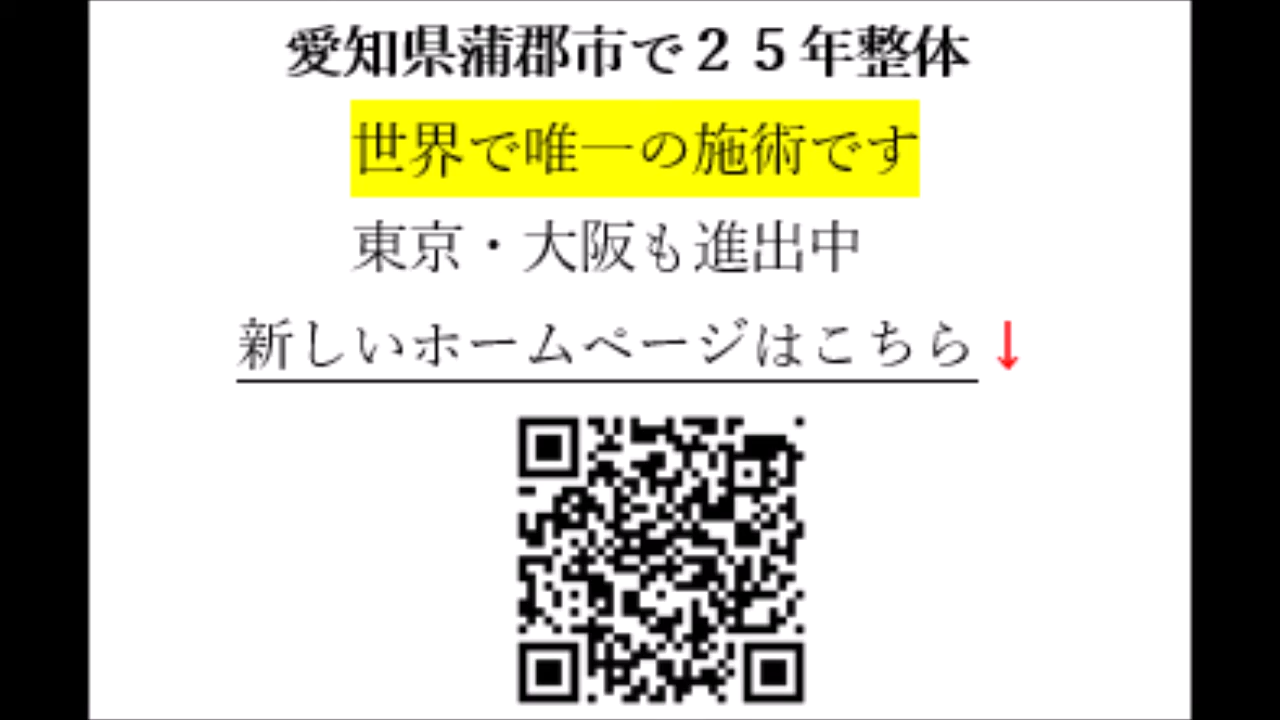 愛知県蒲郡市で２５年整体
世界で唯一の施術です
東京・大阪も進出中
新しいホームページはこちら↓